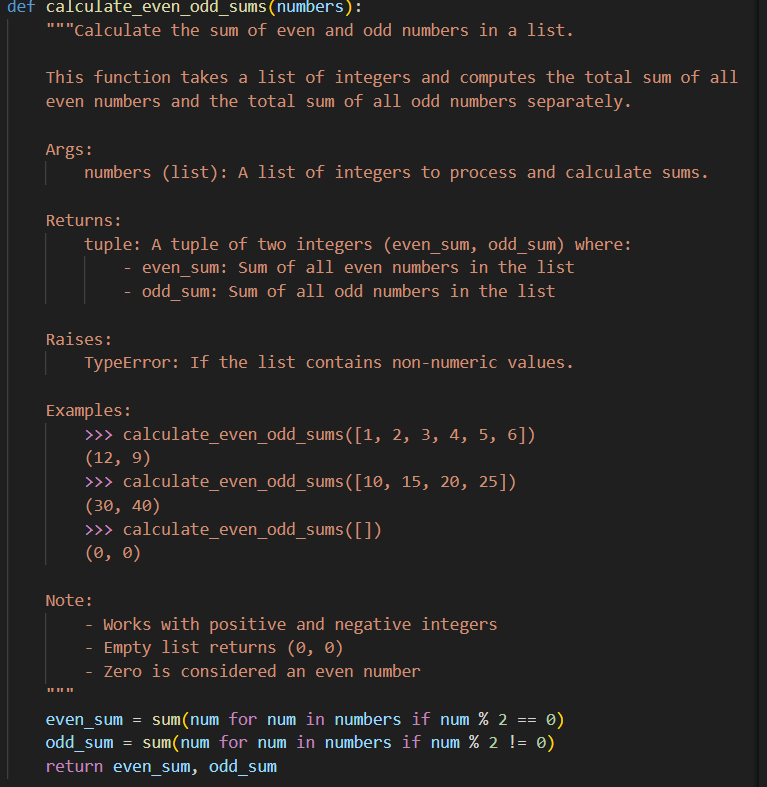 def calculate_even_odd_sums(numbers):
"""Calculate the sum of even and odd numbers in a list.
This function takes a list of integers and computes the total sum of all
even numbers and the total sum of all odd numbers separately.
Args:
numbers (list): A list of integers to process and calculate sums.
Returns:
tuple: A tuple of two integers (even_sum, odd_sum) where:
- even_sum: Sum of all even numbers in the list
- odd_sum: Sum of all odd numbers in the list
Raises:
TypeError: If the list contains non-numeric values.
Examples:
>>> calculate_even_odd_sums([1, 2, 3, 4, 5, 6])
(12, 9)
>>> calculate_even_odd_sums([10, 15, 20, 25])
(30, 40)
>>> calculate_even_odd_sums([])
(0, 0)
Note:
- Works with positive and negative integers
- Empty list returns (0, 0)
- Zero is considered an even number
"""
even_sum = sum(num for num in numbers if num % 2 == 0)
odd_sum = sum(num for num in numbers if num % 2 != 0)
return even_sum, odd_sum